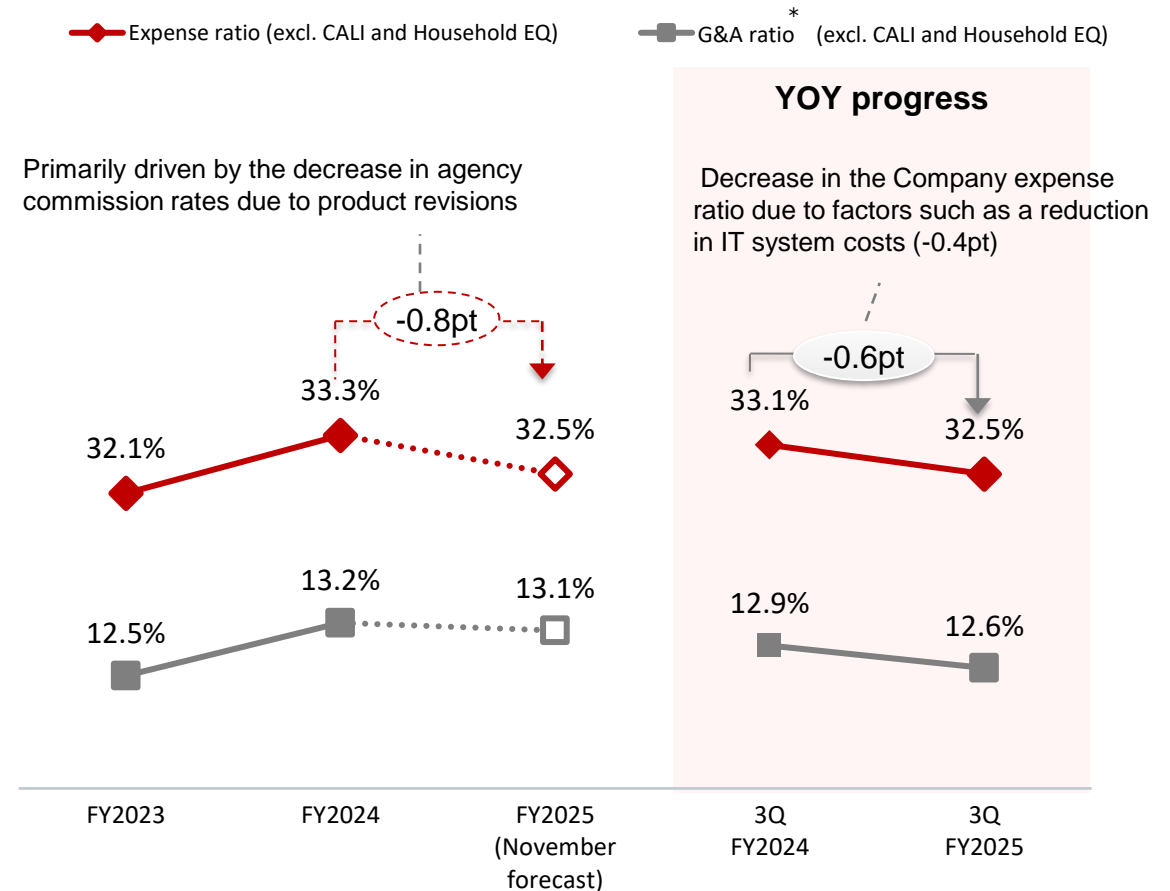 Expense ratio (excl. CALI and Household EQ)
G&A ratio* (excl. CALI and Household EQ)
YOY progress
Primarily driven by the decrease in agency
commission rates due to product revisions
Decrease in the Company expense
ratio due to factors such as a reduction
in IT system costs (-0.4pt)
-0.8pt
-0.6pt
32.1%
33.3%
32.5%
33.1%
32.5%
12.5%
13.2%
13.1%
12.9%
12.6%
FY2023
FY2024
FY2025
(November
forecast)
3Q
FY2024
3Q
FY2025